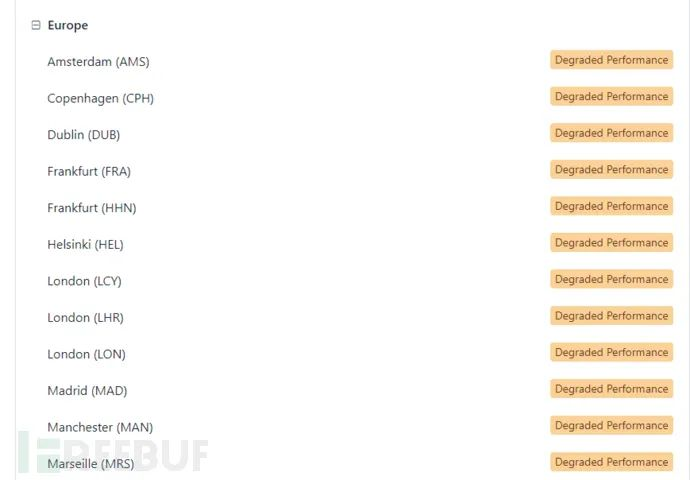 Europe
Amsterdam (AMS) Degraded Performance
Copenhagen (CPH) Degraded Performance
Dublin (DUB) Degraded Performance
Frankfurt (FRA) Degraded Performance
Frankfurt (HHN) Degraded Performance
Helsinki (HEL) Degraded Performance
London (LCY) Degraded Performance
London (LHR) Degraded Performance
London (LON) Degraded Performance
Madrid (MAD) Degraded Performance
Manchester (MAN) Degraded Performance
Marseille (MRS) Degraded Performance
FREEBUF